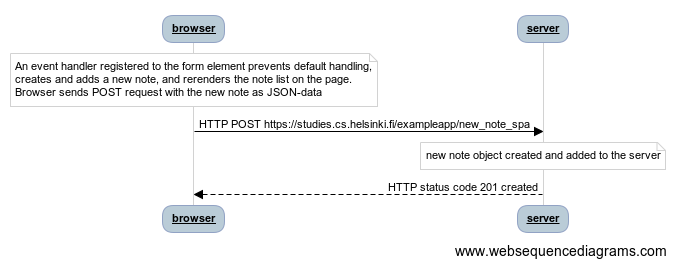 browser
server
An event handler registered to the form element prevents default handling,
creates and adds a new note, and rerenders the note list on the page.
Browser sends POST request with the new note as JSON-data
HTTP POST https://studies.cs.helsinki.fi/exampleapp/new_note_spa
new note object created and added to the server
HTTP status code 201 created
browser
server
www.websequencediagrams.com